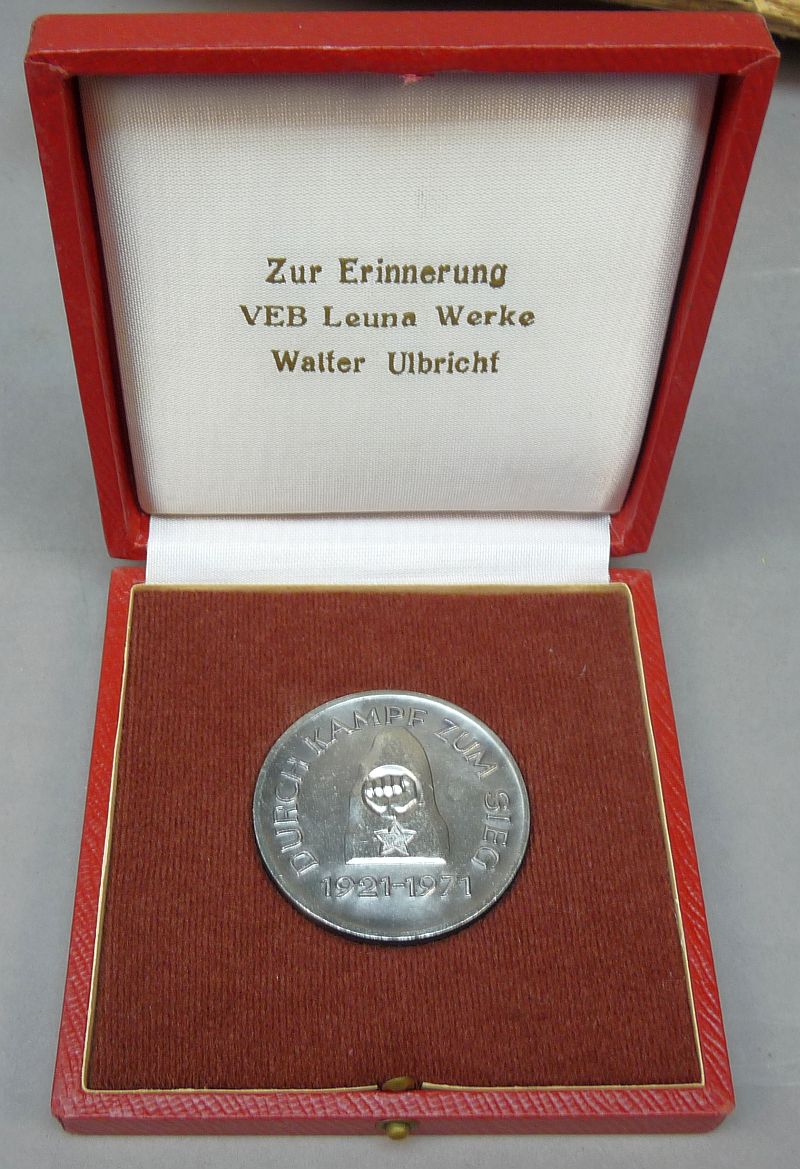 Zur Erinnerung
VEB Leuna Werke
Walter Ulbricht
DURCH KAMPF ZUM SIEG
1921-1971